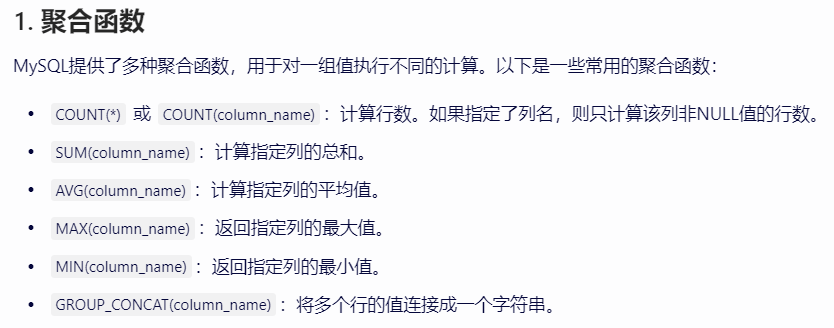 1. 聚合函数
MySQL提供了多种聚合函数，用于对一组值执行不同的计算。以下是一些常用的聚合函数：
• COUNT(*) 或 COUNT(column_name)：计算行数。如果指定了列名，则只计算该列非NULL值的行数。
• SUM(column_name)：计算指定列的总和。
• AVG(column_name)：计算指定列的平均值。
• MAX(column_name)：返回指定列的最大值。
• MIN(column_name)：返回指定列的最小值。
• GROUP_CONCAT(column_name)：将多个行的值连接成一个字符串。